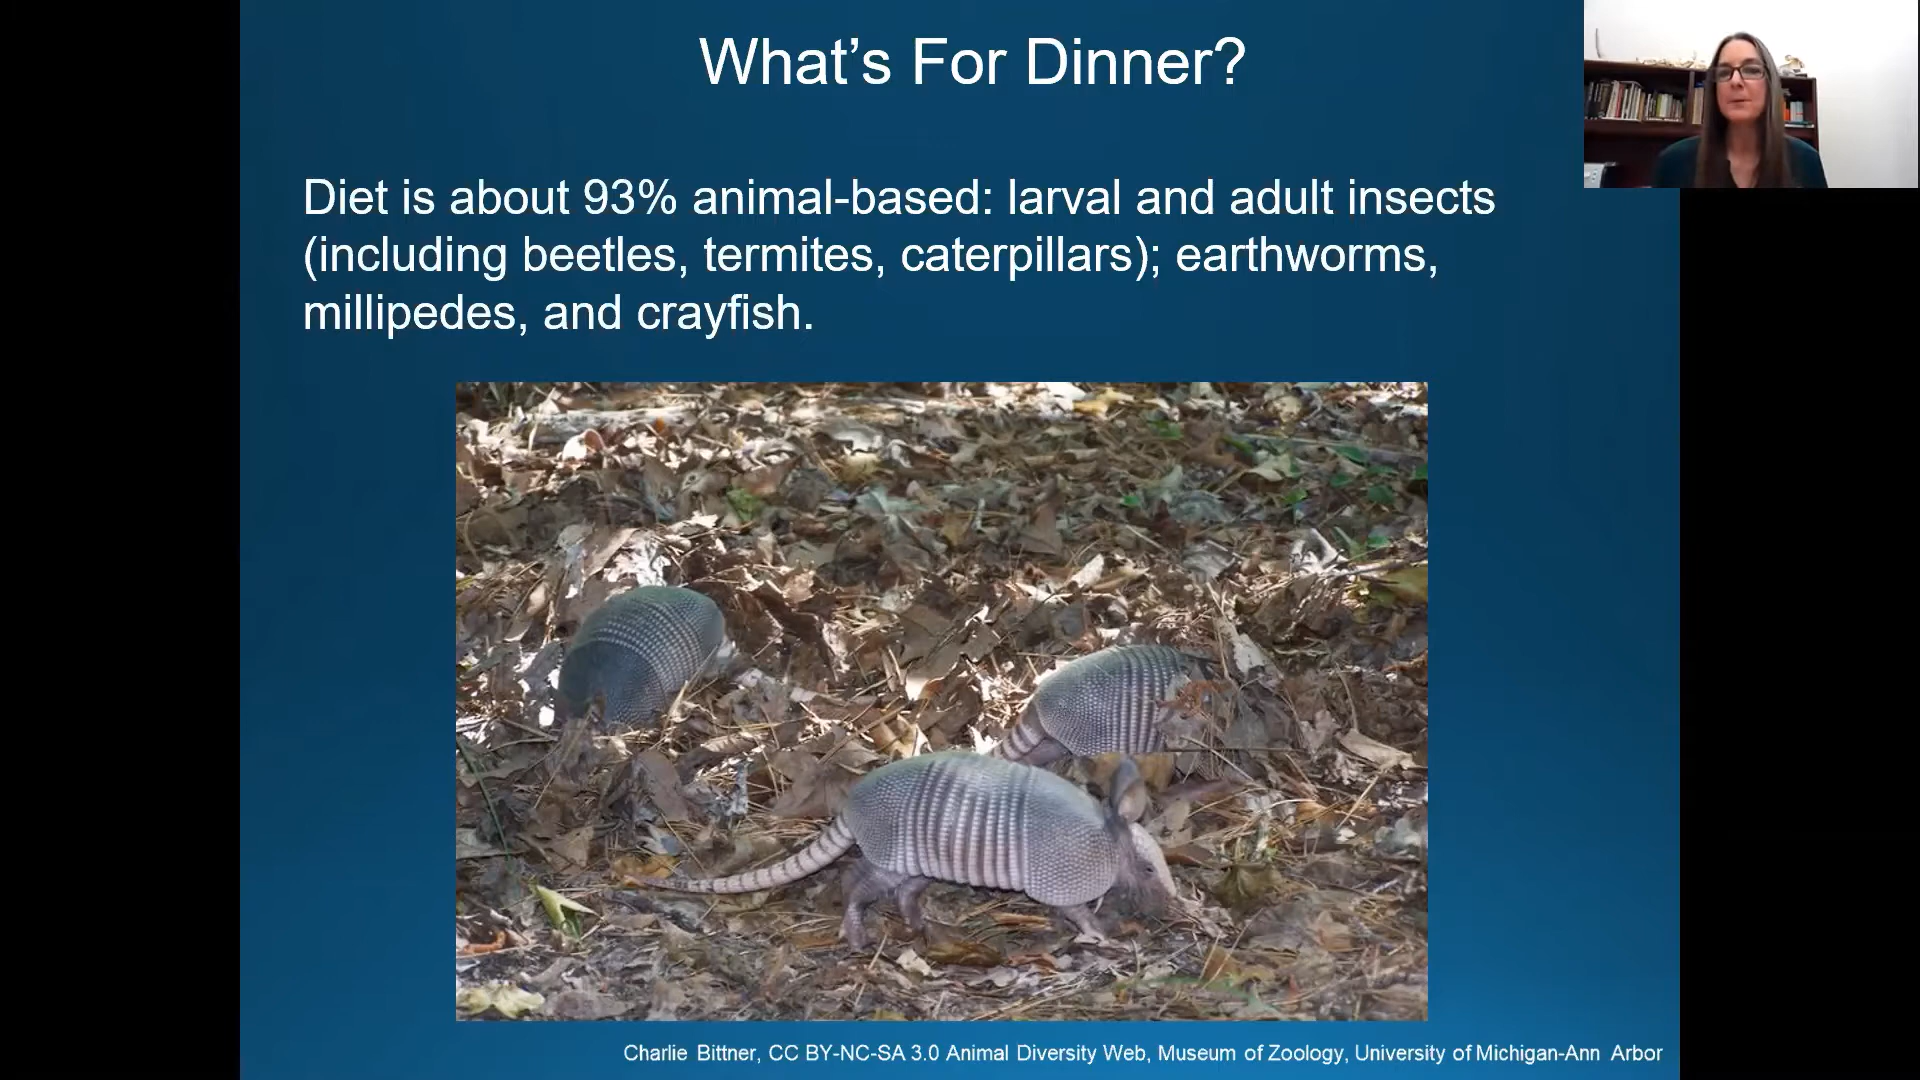 What’s For Dinner?
Diet is about 93% animal-based: larval and adult insects
(including beetles, termites, caterpillars); earthworms,
millipedes, and crayfish.
Charlie Bittner, CC BY-NC-SA 3.0 Animal Diversity Web, Museum of Zoology, University of Michigan-Ann Arbor